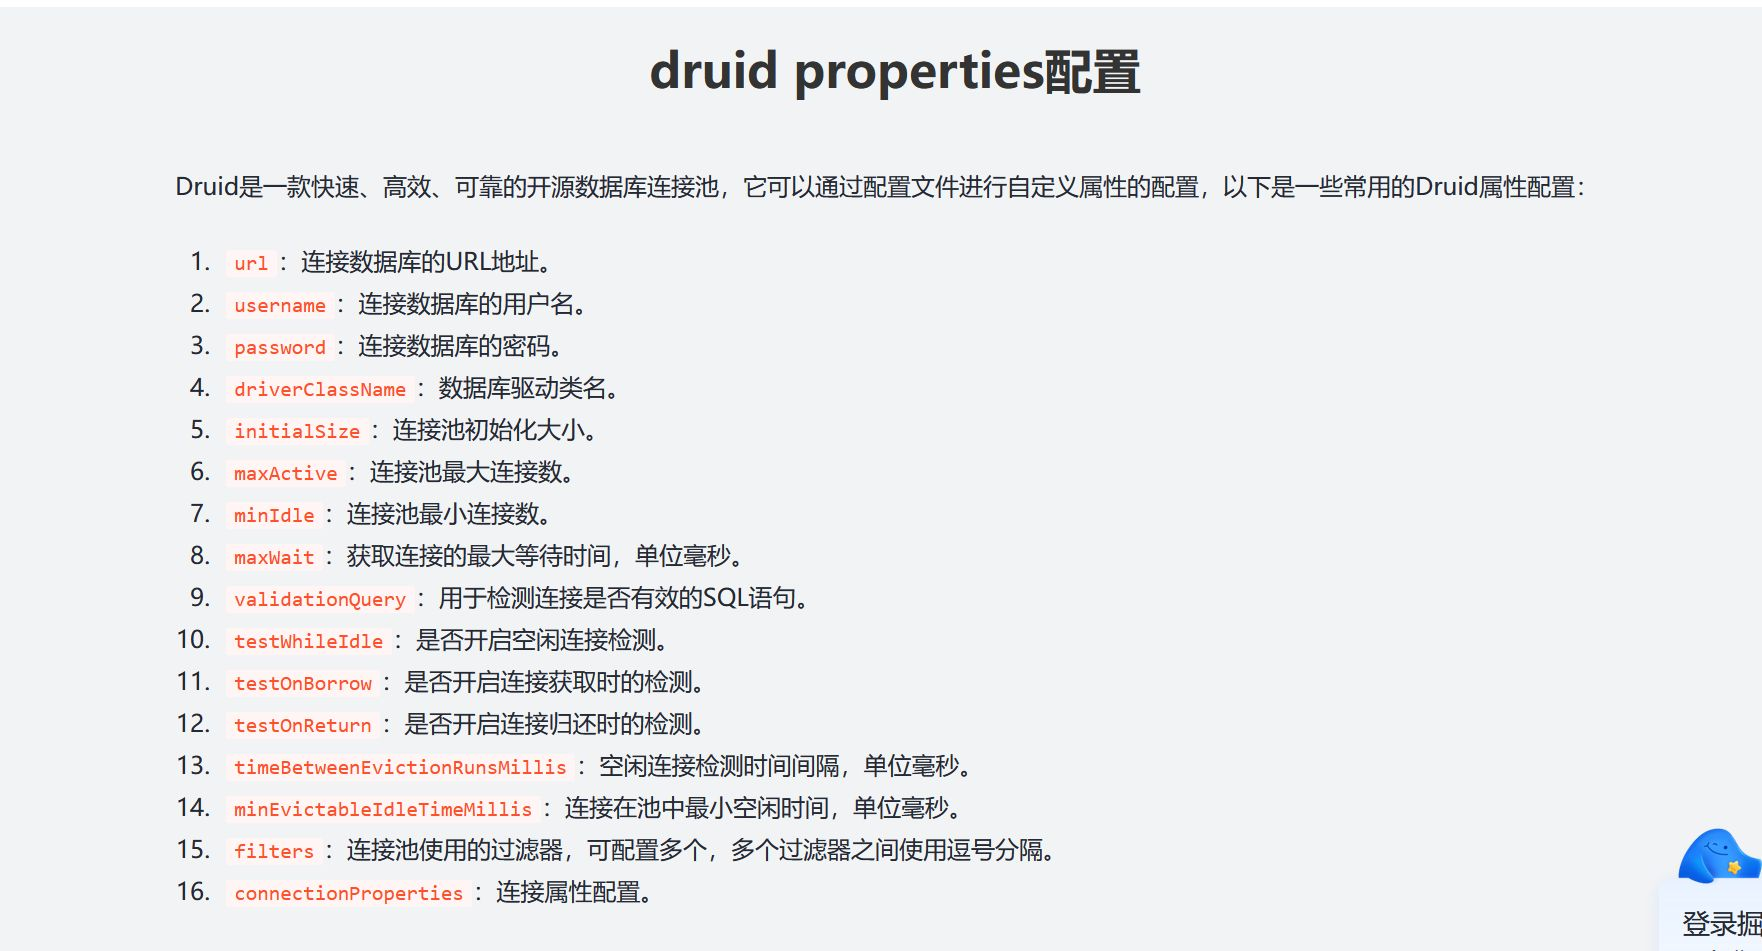 druid properties配置
Druid是一款快速、高效、可靠的开源数据库连接池，它可以通过配置文件进行自定义属性的配置，以下是一些常用的Druid属性配置：
1. url：连接数据库的URL地址。
2. username：连接数据库的用户名。
3. password：连接数据库的密码。
4. driverClassName：数据库驱动类名。
5. initialSize：连接池初始化大小。
6. maxActive：连接池最大连接数。
7. minIdle：连接池最小连接数。
8. maxWait：获取连接的最大等待时间，单位毫秒。
9. validationQuery：用于检测连接是否有效的SQL语句。
10. testWhileIdle：是否开启空闲连接检测。
11. testOnBorrow：是否开启连接获取时的检测。
12. testOnReturn：是否开启连接归还时的检测。
13. timeBetweenEvictionRunsMillis：空闲连接检测时间间隔，单位毫秒。
14. minEvictableIdleTimeMillis：连接在池中最小空闲时间，单位毫秒。
15. filters：连接池使用的过滤器，可配置多个，多个过滤器之间使用逗号分隔。
16. connectionProperties：连接属性配置。
登录掘